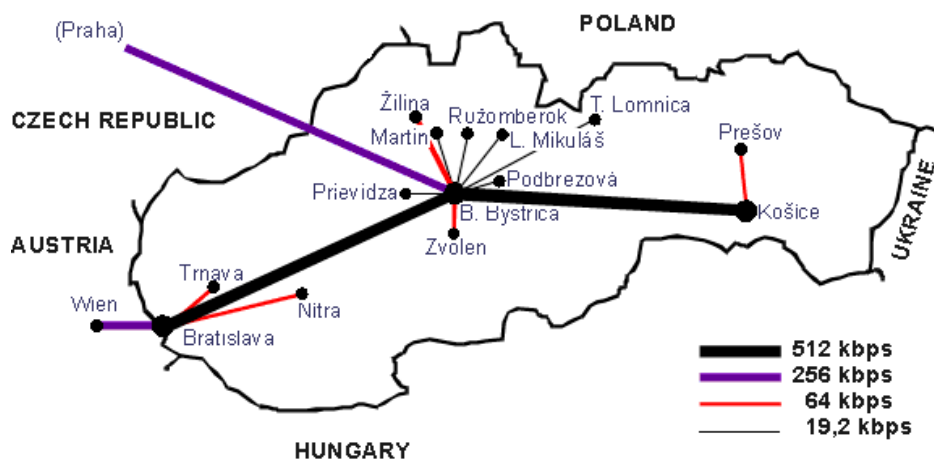 POLAND
(Praha)
CZECH REPUBLIC
Žilina
Ružomberok
T. Lomnica
Martin
L. Mikuláš
Prešov
Prievidza
Podbrezová
B. Bystrica
Košice
UKRAINE
AUSTRIA
Zvolen
Trnava
Wien
Nitra
Bratislava
512 kbps
256 kbps
64 kbps
19,2 kbps
HUNGARY